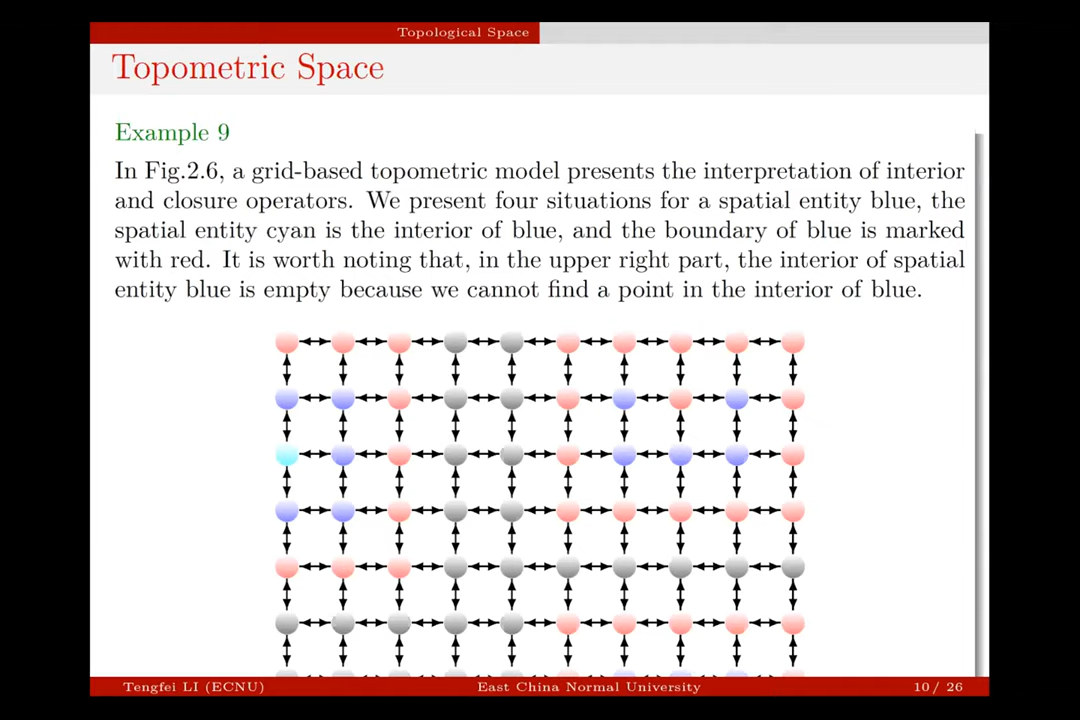 Topological Space
Topometric Space
Example 9
In Fig.2.6, a grid-based topometric model presents the interpretation of interior
and closure operators. We present four situations for a spatial entity blue, the
spatial entity cyan is the interior of blue, and the boundary of blue is marked
with red. It is worth noting that, in the upper right part, the interior of spatial
entity blue is empty because we cannot find a point in the interior of blue.
Tengfei LI (ECNU)
East China Normal University
10 / 26